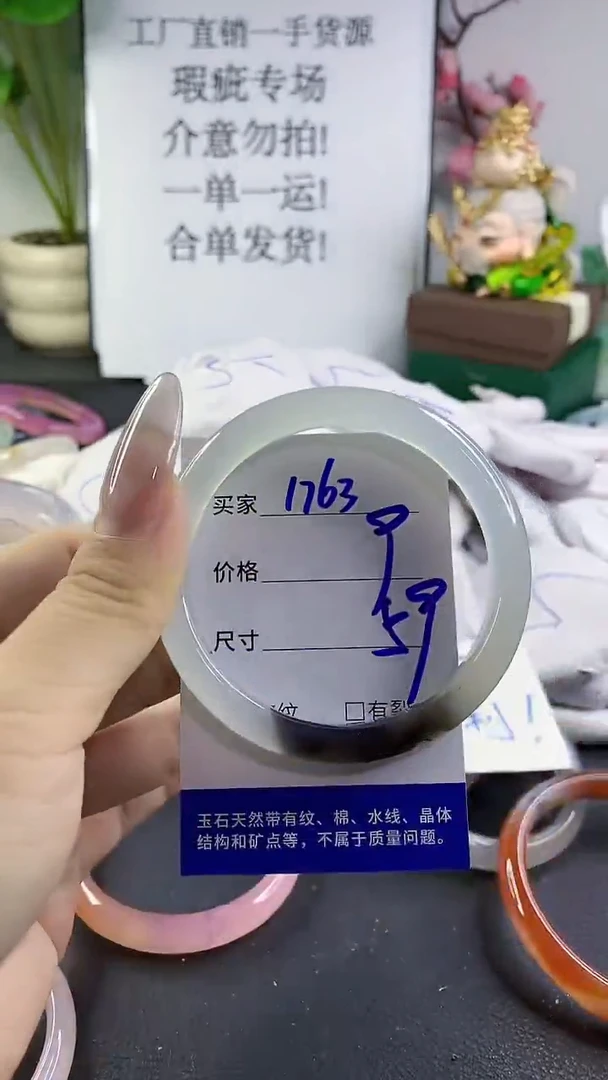 工厂直销一手货源
瑕疵专场
介意勿拍!
一单一运!
合单发货!
买家 1763
价格
尺寸 59
纹 □有裂
利!
玉石天然带有纹、棉、水线、晶体
结构和矿点等，不属于质量问题。